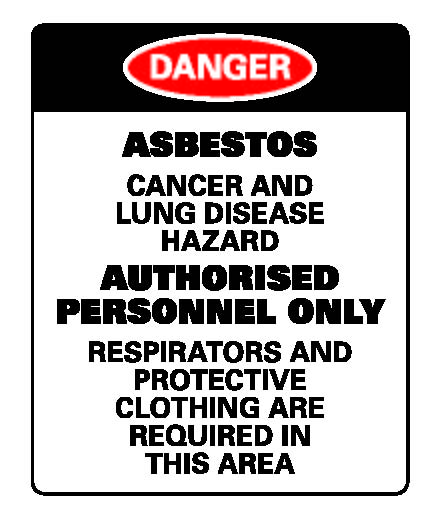 DANGER
ASBESTOS
CANCER AND
LUNG DISEASE
HAZARD
AUTHORISED
PERSONNEL ONLY
RESPIRATORS AND
PROTECTIVE
CLOTHING ARE
REQUIRED IN
THIS AREA